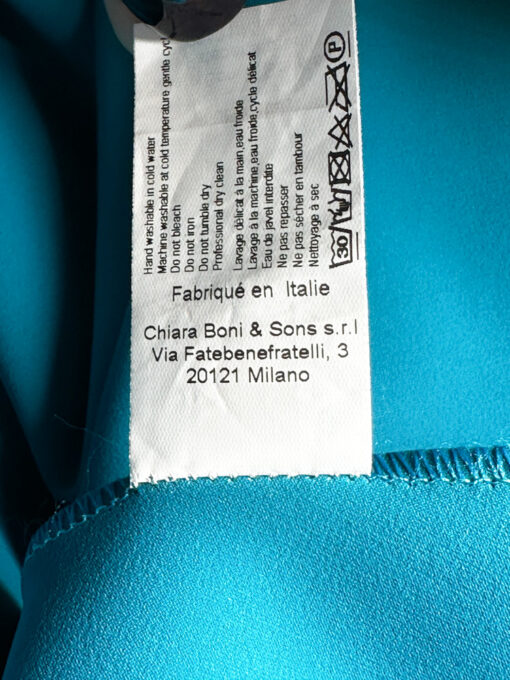 Hand washable in cold water
Machine washable at cold temperature gentle cycl
Do not bleach
Do not iron
Do not tumble dry
Professional dry clean
Lavage délicat à la main,eau froide
Lavage à la machine,eau froide,cycle délicat
Eau de javel interdite
Ne pas repasser
Ne pas sécher en tambour
Nettoyage à sec
30
P
Fabriqué en Italie
Chiara Boni & Sons s.r.l
Via Fatebenefratelli, 3
20121 Milano